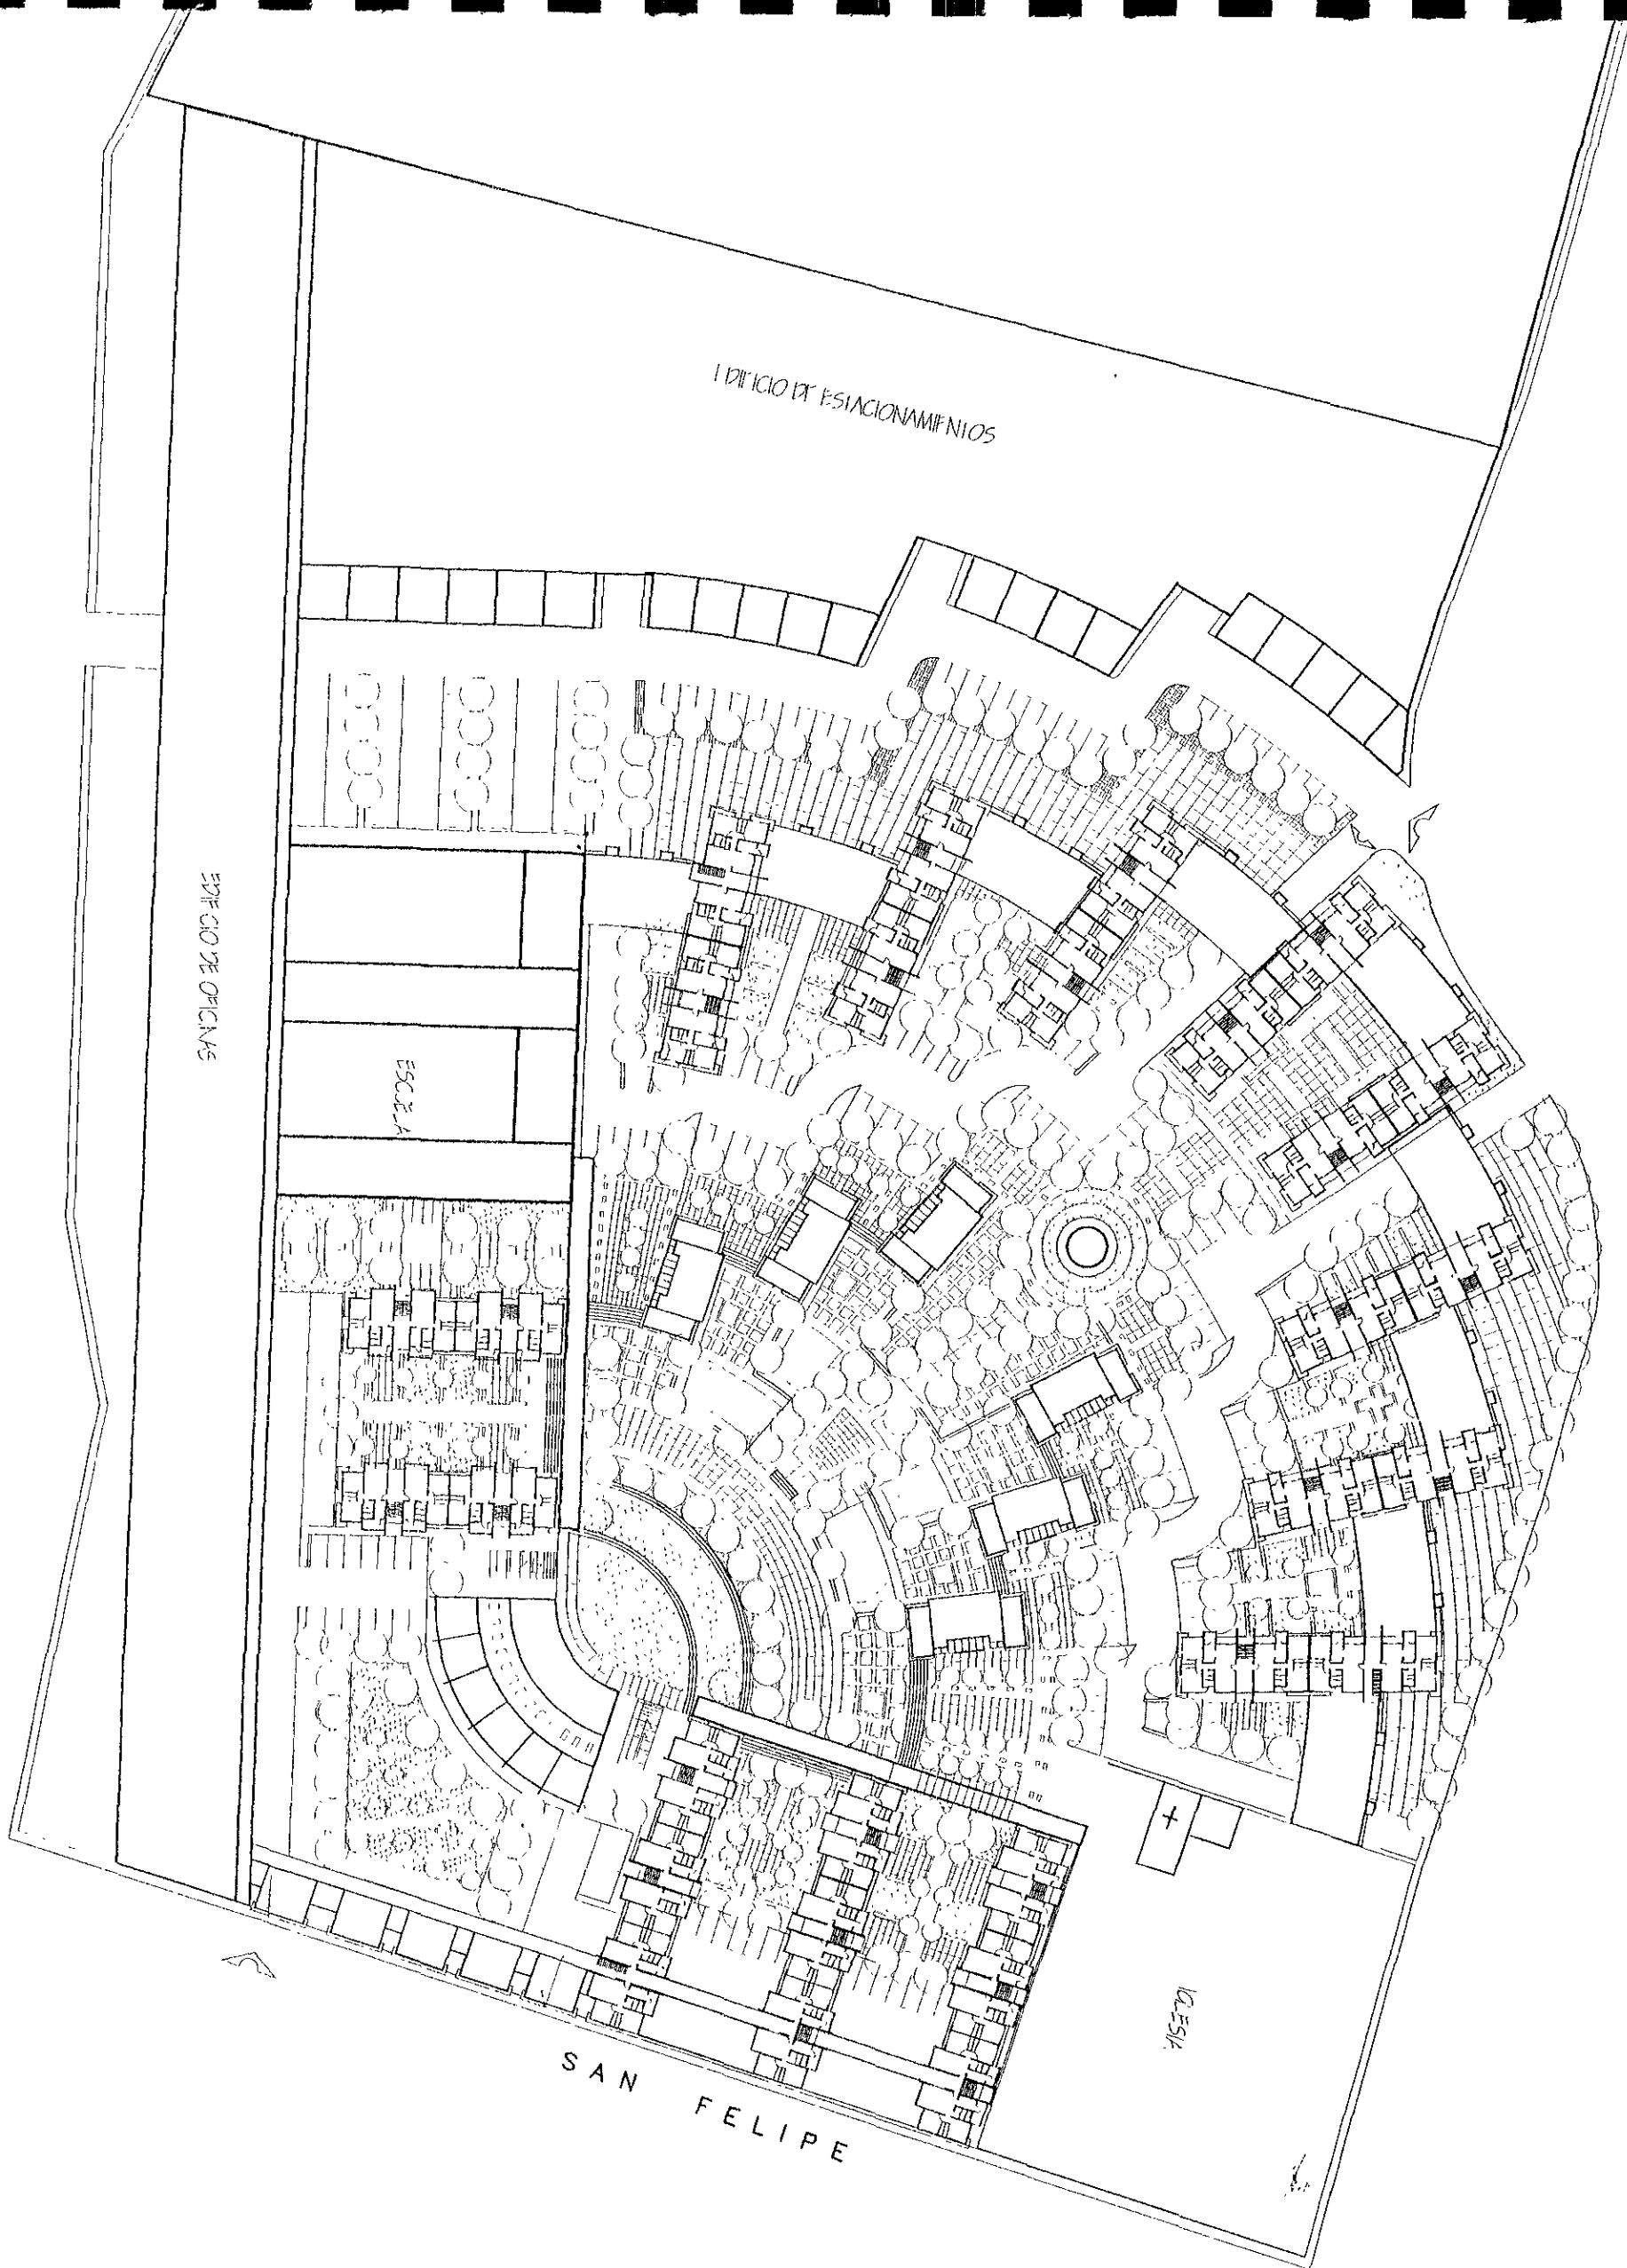 EDIFICIO DE ESTACIONAMIENTOS
EDIFICIO DE OFICINAS
ESCUELA
IGLESIA
SAN FELIPE